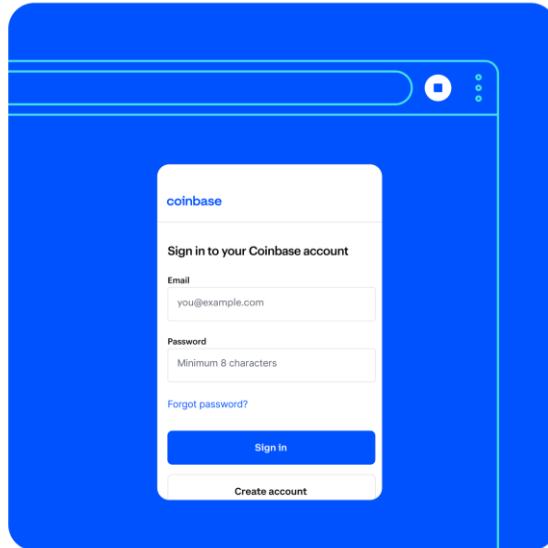 coinbase
Sign in to your Coinbase account
Email
you@example.com
Password
Minimum 8 characters
Forgot password?
Sign in
Create account